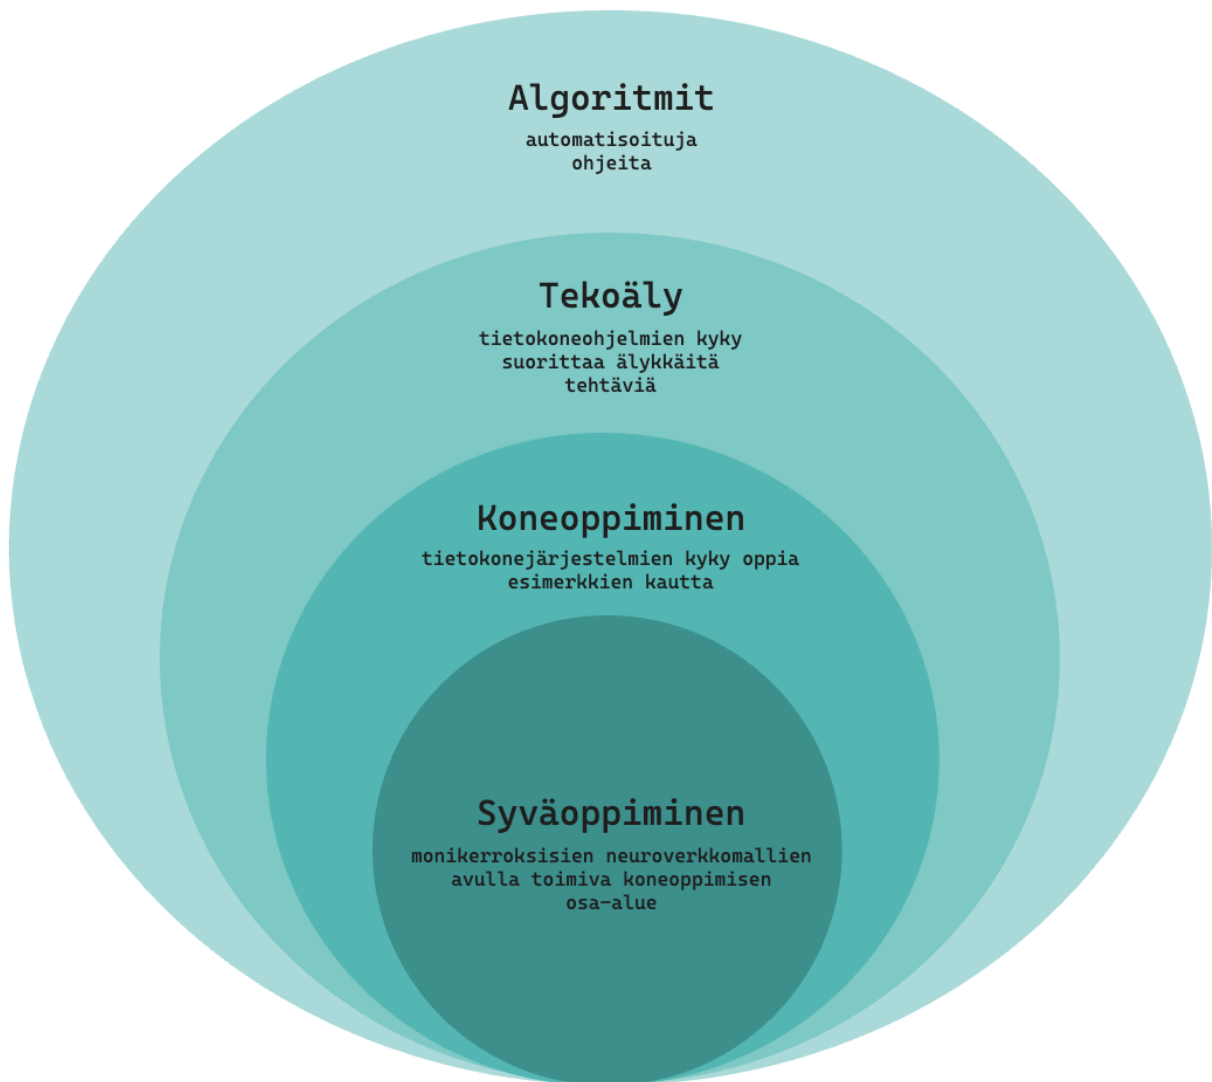 Algoritmit
automatisoituja
ohjeita
Tekoäly
tietokoneohjelmien kyky
suorittaa älykkäitä
tehtäviä
Koneoppiminen
tietokonejärjestelmien kyky oppia
esimerkkien kautta
Syväoppiminen
monikerroksisien neuroverkkomallien
avulla toimiva koneoppimisen
osa-alue